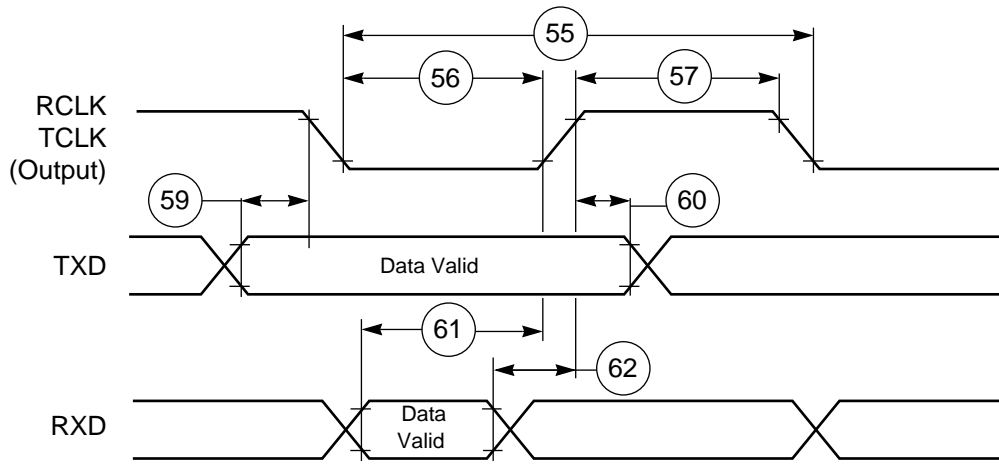 55
56
57
RCLK
TCLK
(Output)
59
60
TXD
Data Valid
61
62
RXD
Data
Valid